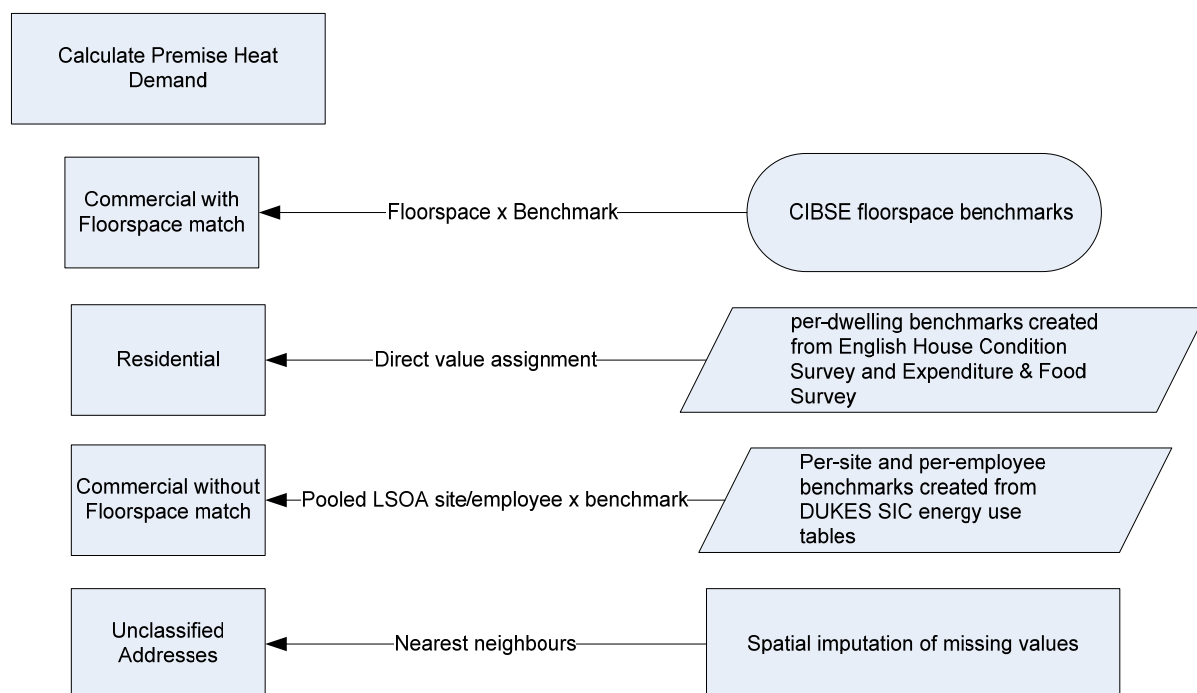 Calculate Premise Heat
Demand
Commercial with
Floorspace match
Floorspace x Benchmark
CIBSE floorspace benchmarks
Residential
Direct value assignment
per-dwelling benchmarks created
from English House Condition
Survey and Expenditure & Food
Survey
Commercial without
Floorspace match
Pooled LSOA site/employee x benchmark
Per-site and per-employee
benchmarks created from
DUKES SIC energy use
tables
Unclassified
Addresses
Nearest neighbours
Spatial imputation of missing values